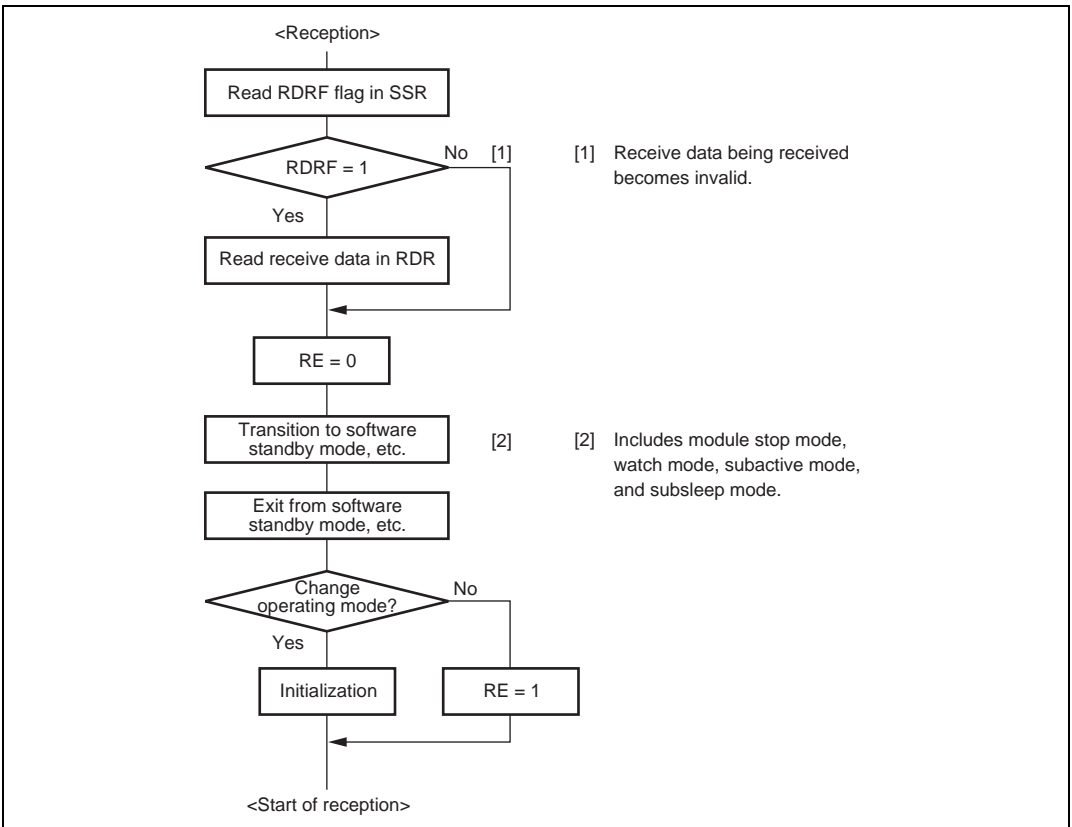 <Reception>
Read RDRF flag in SSR
RDRF = 1
No [1]
[1] Receive data being received
becomes invalid.
Yes
Read receive data in RDR
RE = 0
Transition to software
standby mode, etc.
[2]
[2] Includes module stop mode,
watch mode, subactive mode,
and subsleep mode.
Exit from software
standby mode, etc.
Change
operating mode?
No
Yes
Initialization
RE = 1
<Start of reception>